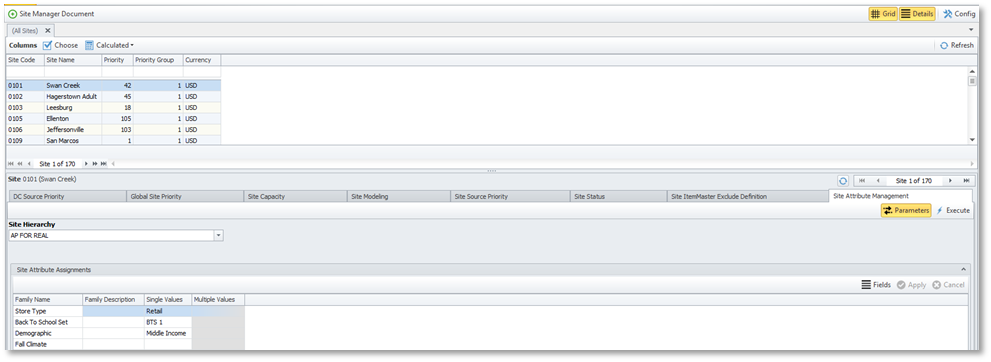 Site Manager Document Grid Details Config
(All Sites)
Columns Choose Calculated Refresh
Site Code Site Name Priority Priority Group Currency
0101 Swan Creek 42 1 USD
0102 Hagerstown Adult 45 1 USD
0103 Leesburg 18 1 USD
0105 Ellenton 105 1 USD
0106 Jeffersonville 103 1 USD
0109 San Marcos 1 1 USD
Site 1 of 170
Site 0101 (Swan Creek) Site 1 of 170
DC Source Priority Global Site Priority Site Capacity Site Modeling Site Source Priority Site Status Site ItemMaster Exclude Definition Site Attribute Management
Parameters Execute
Site Hierarchy
AP FOR REAL
Site Attribute Assignments
Fields Apply Cancel
Family Name Family Description Single Values Multiple Values
Store Type Retail
Back To School Set BTS 1
Demographic Middle Income
Fall Climate